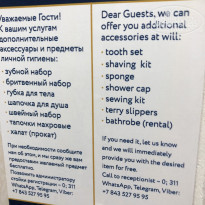 Уважаемые Гости!
К вашим услугам
дополнительные
аксессуары и предметы
личной гигиены:
· зубной набор
· бритвенный набор
· губка для тела
· шапочка для душа
· швейный набор
· тапочки махровые
· халат (прокат)
При необходимости сообщите
нам об этом, и мы сразу же вам
предоставим желаемый предмет
бесплатно.
Позвоните администратору
стойки регистрации – 0; 311
WhatsApp, Telegram, Viber:
+7 843 527 95 95
Dear Guests, we can
offer you additional
accessories at will:
· tooth set
· shaving kit
· sponge
· shower cap
· sewing kit
· terry slippers
· bathrobe (rental)
If you need it, let us know
and we will immediately
provide you with the desired
item for free.
Call to receptionist – 0; 311
WhatsApp, Telegram, Viber:
+7 843 527 95 95